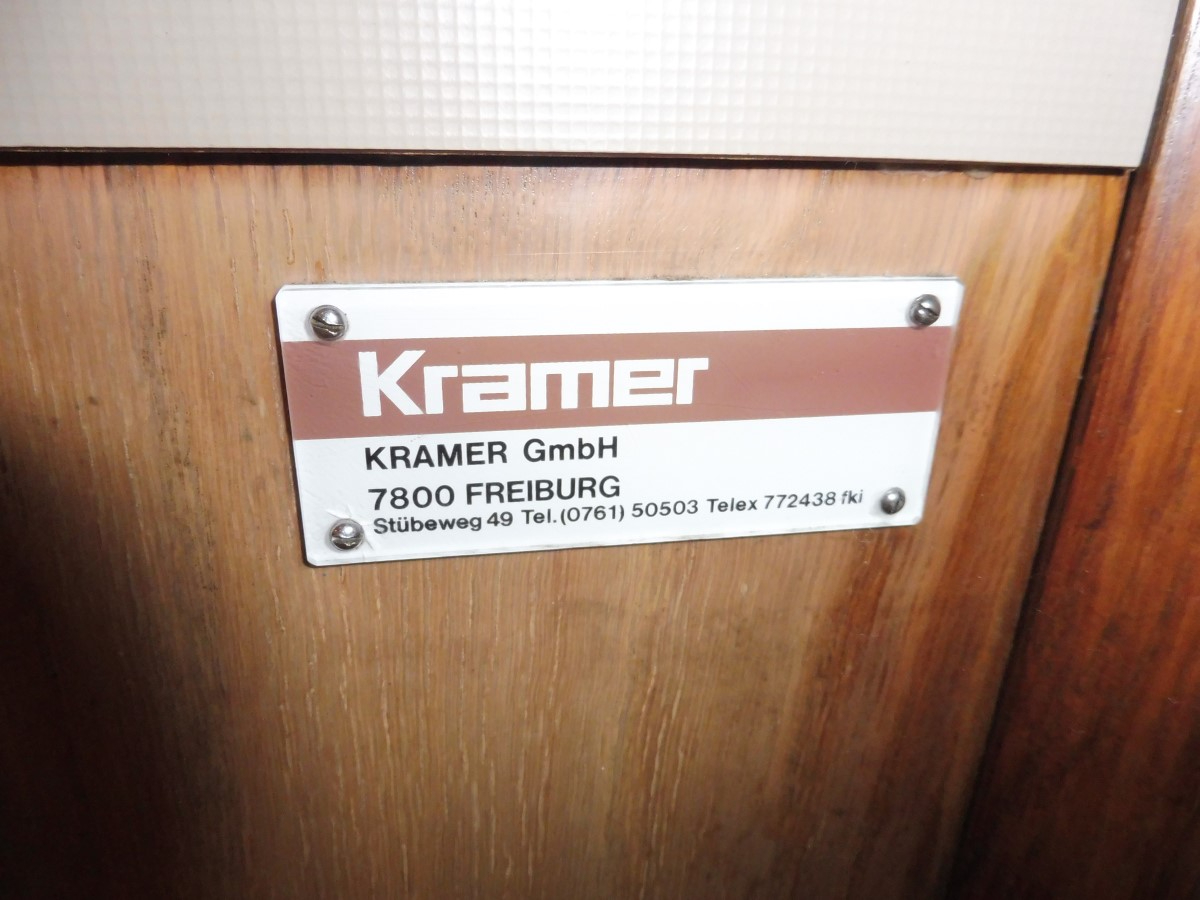 Kramer
KRAMER GmbH
7800 FREIBURG
Stübeweg 49 Tel. (0761) 50503 Telex 772438 fki